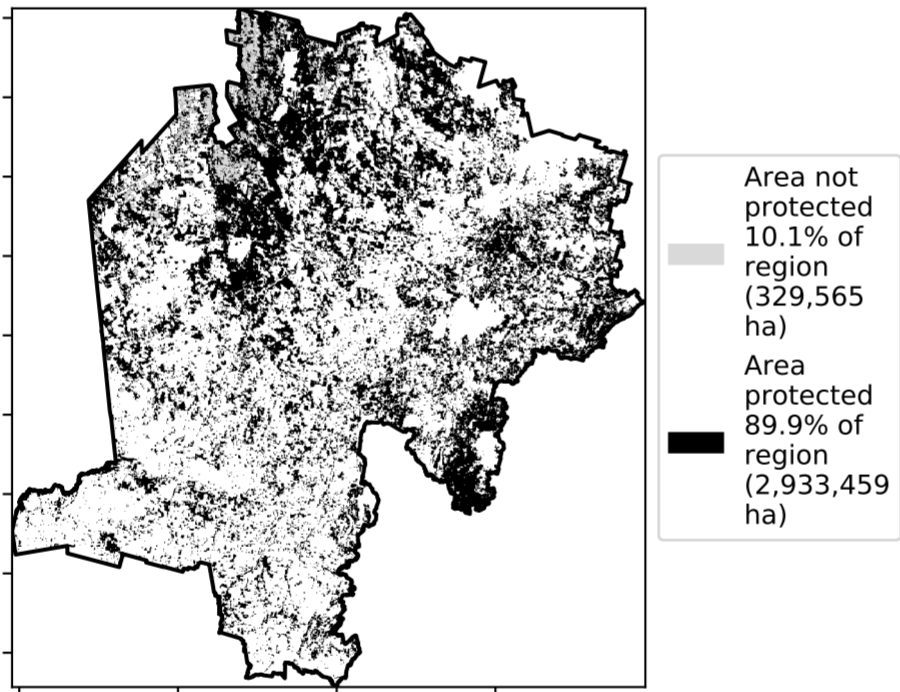 Area not
protected
10.1% of
region
(329,565
ha)
Area
protected
89.9% of
region
(2,933,459
ha)